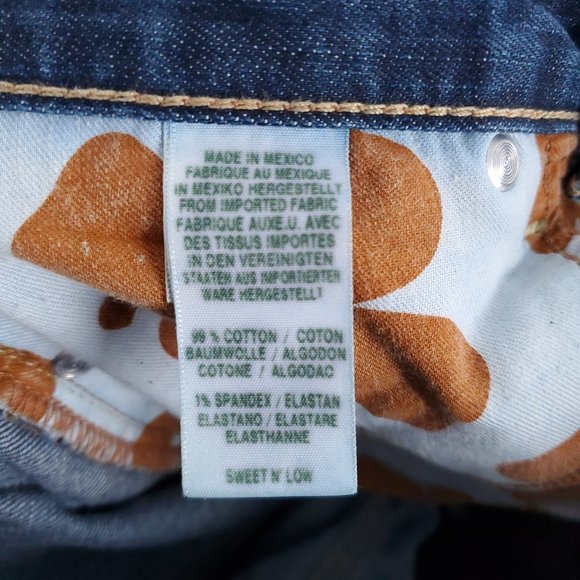 MADE IN MEXICO
FABRIQUE AU MEXIQUE
IN MEXIKO HERGESTELLT
FROM IMPORTED FABRIC
FABRIQUE AUXE.U. AVEC
DES TISSUS IMPORTES
IN DEN VEREINIGTEN
STAATEN AUS IMPORTIERTER
WARE HERGESTELLT
99 % COTTON / COTON
BAUMWOLLE / ALGODON
COTONE / ALGODAC
1% SPANDEX / ELASTAN
ELASTANO / ELASTARE
ELASTHANNE
SWEET N' LOW